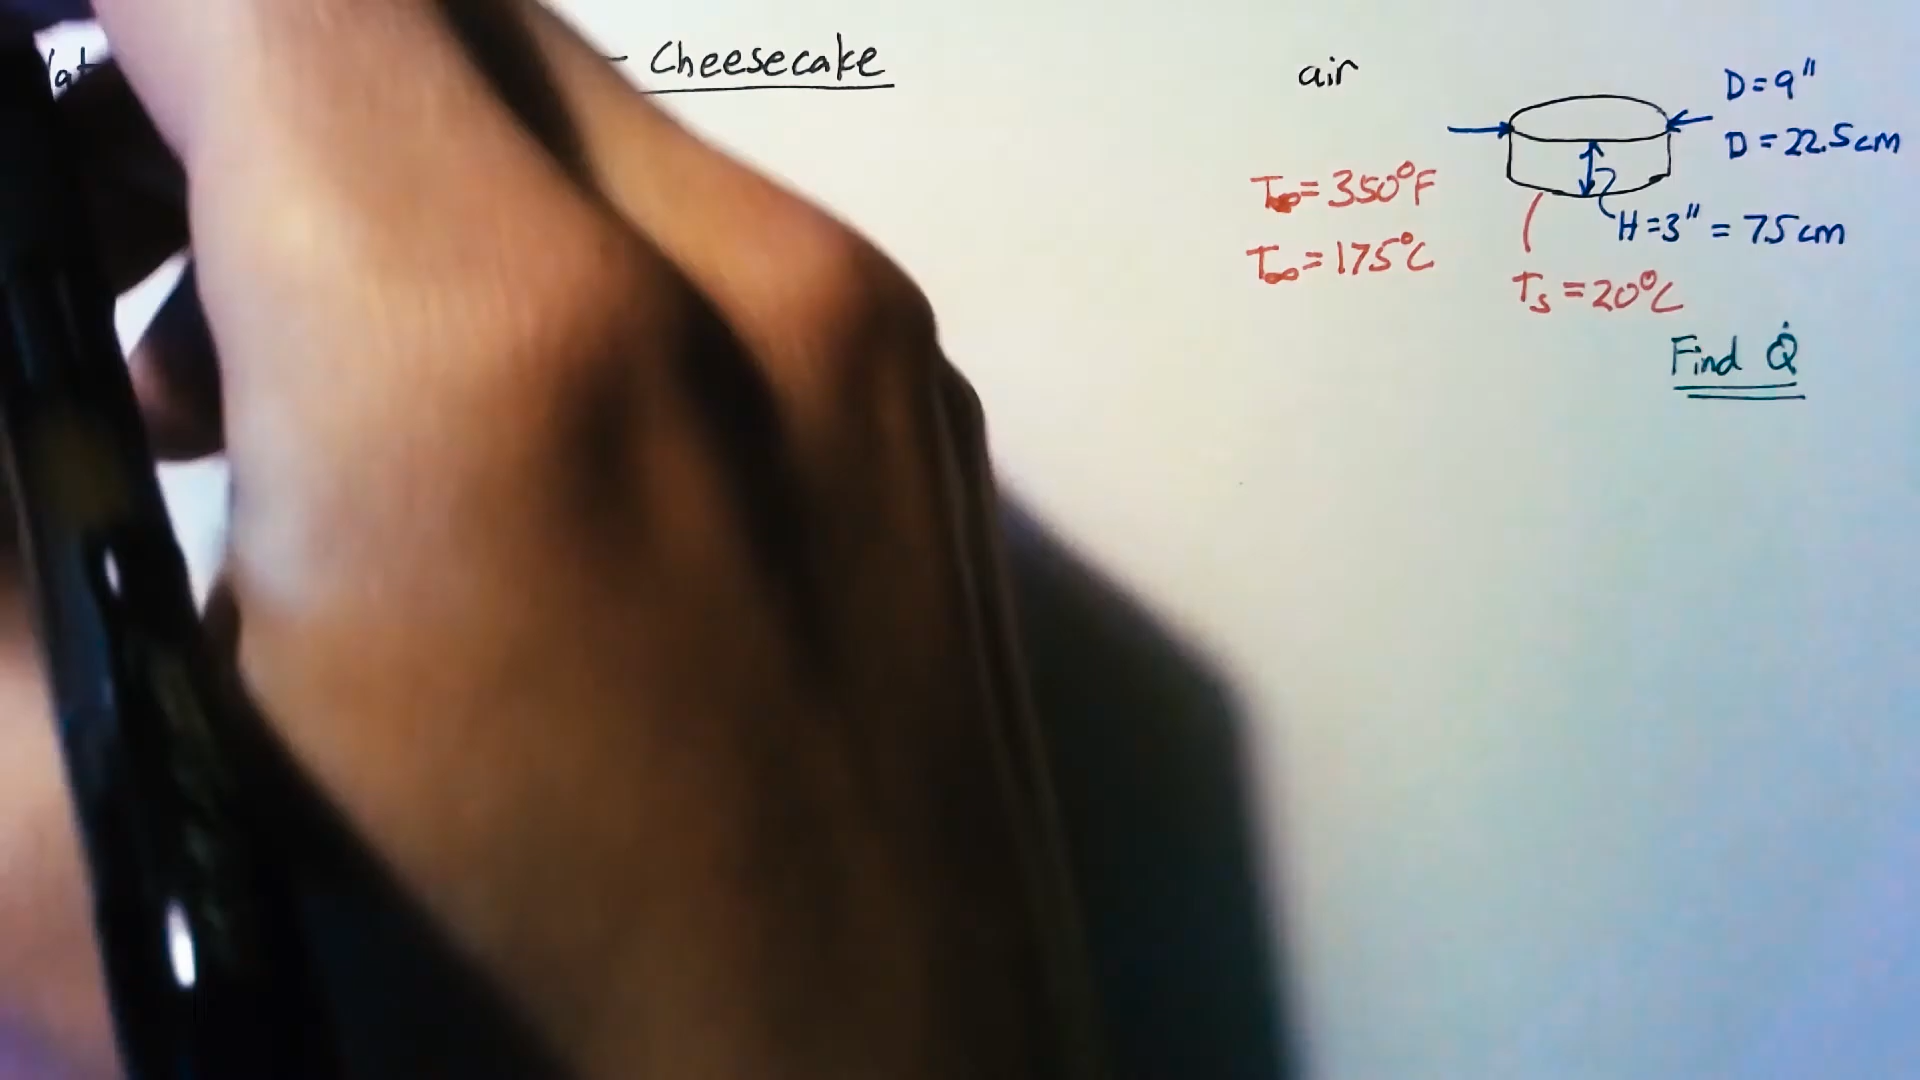 - Cheesecake
air
D = 9"
D = 22.5cm
T∞ = 350°F
H = 3" = 7.5cm
T∞ = 175°C
Ts = 20°C
Find Q̇